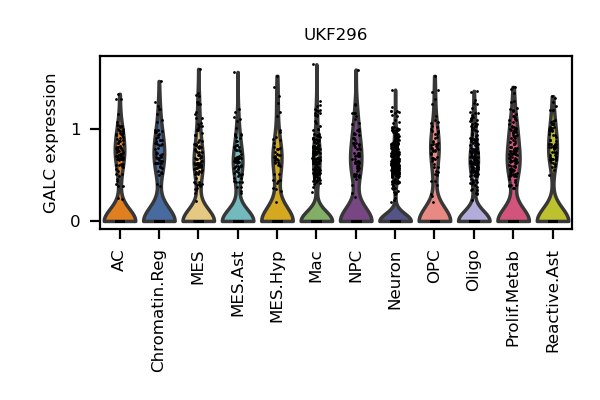 UKF296
GALC expression
1
0
AC
Chromatin.Reg
MES
MES.Ast
MES.Hyp
Mac
NPC
Neuron
OPC
Oligo
Prolif.Metab
Reactive.Ast